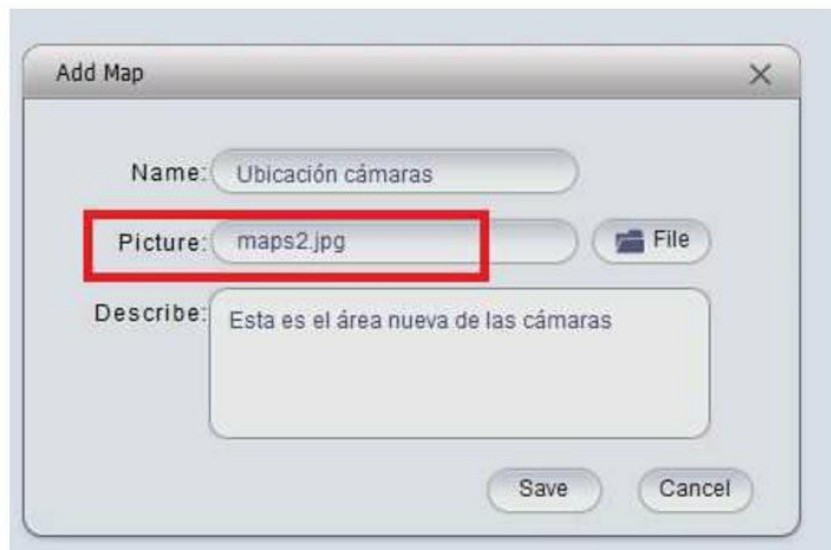 Add Map
Name: Ubicación cámaras
Picture: maps2.jpg File
Describe: Esta es el área nueva de las cámaras
Save Cancel